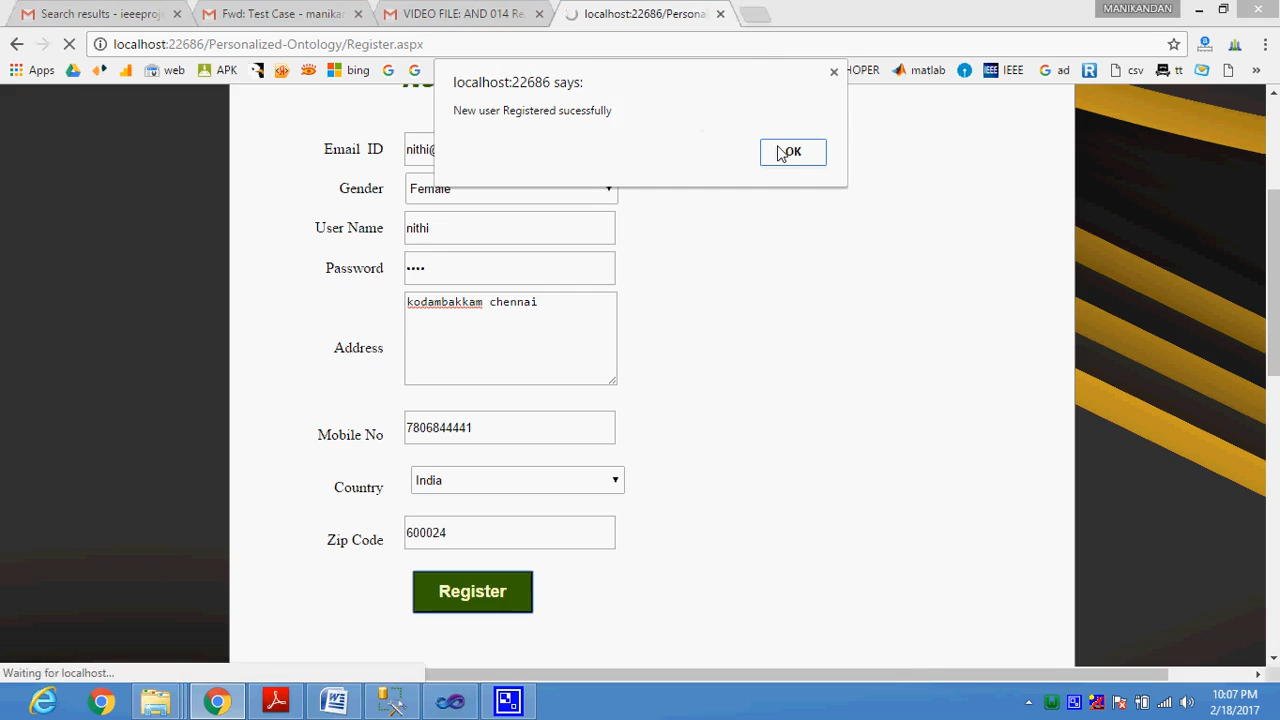 Search results - ieeeproj
Fwd: Test Case - manikar
VIDEO FILE: AND 014 Re
localhost:22686/Persona
MANIKANDAN
localhost:22686/Personalized-Ontology/Register.aspx
Apps
web
APK
bing
HOPER
matlab
IEEE
ad
csv
tt
»
localhost:22686 says:
New user Registered sucessfully
OK
Email ID
nithi@
Gender
Female
User Name
nithi
Password
••••
Address
kodambakkam chennai
Mobile No
7806844441
Country
India
Zip Code
600024
Register
Waiting for localhost...
10:07 PM
2/18/2017